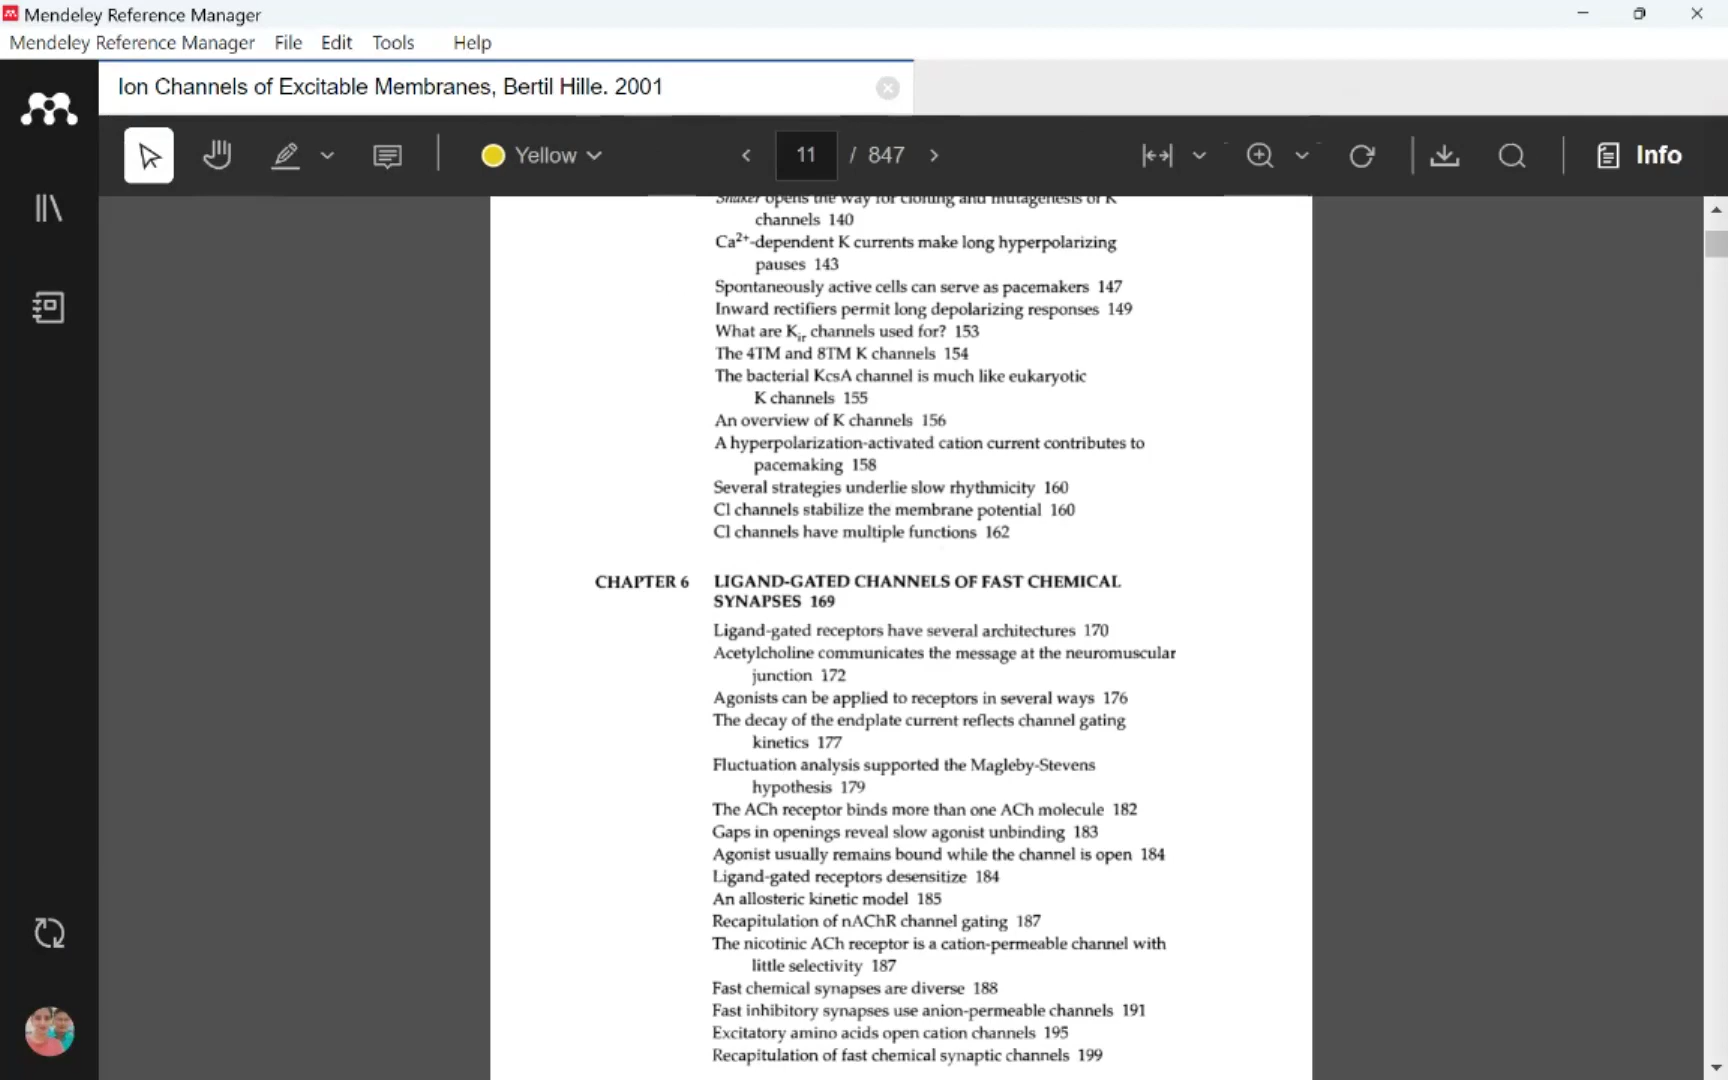 Mendeley Reference Manager
Mendeley Reference Manager File Edit Tools Help
Ion Channels of Excitable Membranes, Bertil Hille. 2001
Yellow 11 / 847 Info
Shaker opens the way for cloning and mutagenesis of K
channels 140
Ca²⁺-dependent K currents make long hyperpolarizing
pauses 143
Spontaneously active cells can serve as pacemakers 147
Inward rectifiers permit long depolarizing responses 149
What are Kir channels used for? 153
The 4TM and 8TM K channels 154
The bacterial KcsA channel is much like eukaryotic
K channels 155
An overview of K channels 156
A hyperpolarization-activated cation current contributes to
pacemaking 158
Several strategies underlie slow rhythmicity 160
Cl channels stabilize the membrane potential 160
Cl channels have multiple functions 162
CHAPTER 6 LIGAND-GATED CHANNELS OF FAST CHEMICAL
SYNAPSES 169
Ligand-gated receptors have several architectures 170
Acetylcholine communicates the message at the neuromuscular
junction 172
Agonists can be applied to receptors in several ways 176
The decay of the endplate current reflects channel gating
kinetics 177
Fluctuation analysis supported the Magleby-Stevens
hypothesis 179
The ACh receptor binds more than one ACh molecule 182
Gaps in openings reveal slow agonist unbinding 183
Agonist usually remains bound while the channel is open 184
Ligand-gated receptors desensitize 184
An allosteric kinetic model 185
Recapitulation of nAChR channel gating 187
The nicotinic ACh receptor is a cation-permeable channel with
little selectivity 187
Fast chemical synapses are diverse 188
Fast inhibitory synapses use anion-permeable channels 191
Excitatory amino acids open cation channels 195
Recapitulation of fast chemical synaptic channels 199